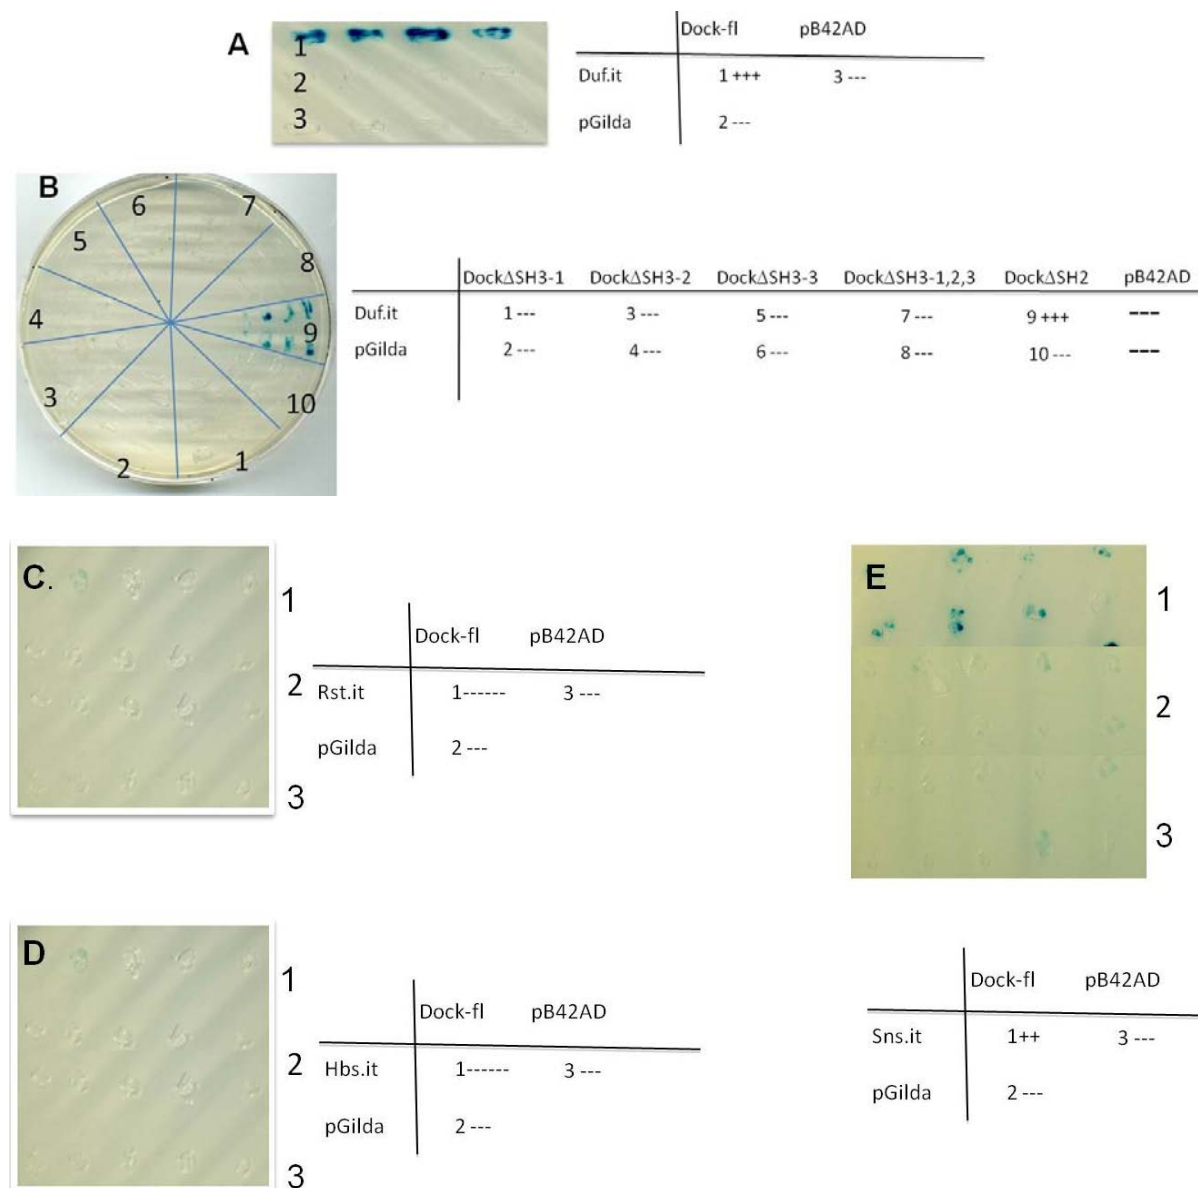 A
1
2
3
Dock-fl pB42AD
Duf.it 1 +++ 3 ---
pGilda 2 ---
B
6
7
5
8
4
9
3
10
2
1
DockΔSH3-1 DockΔSH3-2 DockΔSH3-3 DockΔSH3-1,2,3 DockΔSH2 pB42AD
Duf.it 1 --- 3 --- 5 --- 7 --- 9 +++ ---
pGilda 2 --- 4 --- 6 --- 8 --- 10 --- ---
C.
1
2
3
Dock-fl pB42AD
Rst.it 1------ 3 ---
pGilda 2 ---
E
1
2
3
D
1
2
3
Dock-fl pB42AD
Hbs.it 1------ 3 ---
pGilda 2 ---
Dock-fl pB42AD
Sns.it 1++ 3 ---
pGilda 2 ---